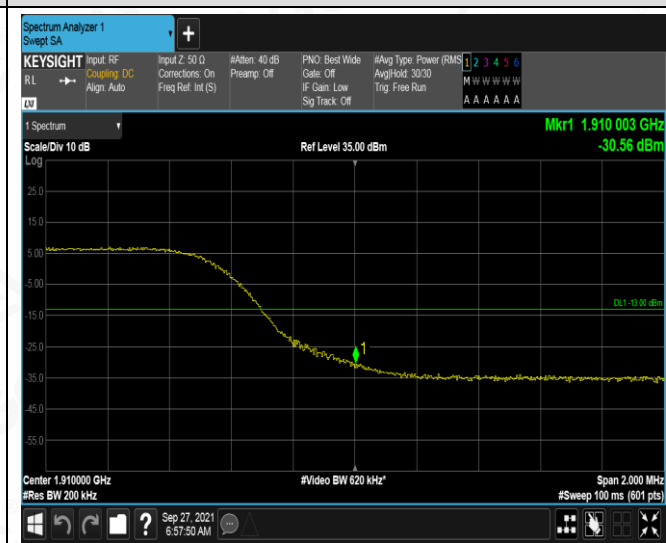 Spectrum Analyzer 1
Swept SA
+
KEYSIGHT
RL
Input: RF
Coupling: DC
Align: Auto
Input Z: 50 Ω
Corrections: On
Freq Ref: Int (S)
#Atten: 40 dB
Preamp: Off
PNO: Best Wide
Gate: Off
IF Gain: Low
Sig Track: Off
#Avg Type: Power (RMS
Avg|Hold: 30/30
Trig: Free Run
1 2 3 4 5 6
M W W W W W
A A A A A A
LXI
1 Spectrum
Mkr1 1.910 003 GHz
-30.56 dBm
Scale/Div 10 dB
Ref Level 35.00 dBm
Log
25.0
15.0
5.00
-5.00
DL1 -13.00 dBm
-15.0
-25.0
1
-35.0
-45.0
-55.0
Center 1.910000 GHz
#Video BW 620 kHz*
Span 2.000 MHz
#Res BW 200 kHz
#Sweep 100 ms (601 pts)
?
Sep 27, 2021
6:57:50 AM